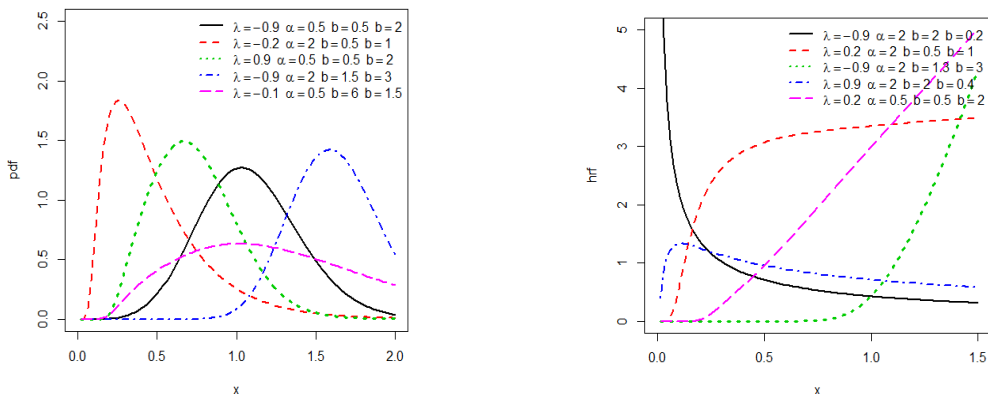 2.5
2.0
1.5
1.0
0.5
0.0
pdf
λ=−0.9 α=0.5 b=0.5 b=2
λ=−0.2 α=2 b=0.5 b=1
λ=0.9 α=0.5 b=0.5 b=2
λ=−0.9 α=2 b=1.5 b=3
λ=−0.1 α=0.5 b=6 b=1.5
0.0 0.5 1.0 1.5 2.0
x
5
4
3
2
1
0
hrf
λ=−0.9 α=2 b=2 b=0.2
λ=0.2 α=2 b=0.5 b=1
λ=−0.9 α=2 b=1.3 b=3
λ=0.9 α=2 b=2 b=0.4
λ=0.2 α=0.5 b=0.5 b=2
0.0 0.5 1.0 1.5
x